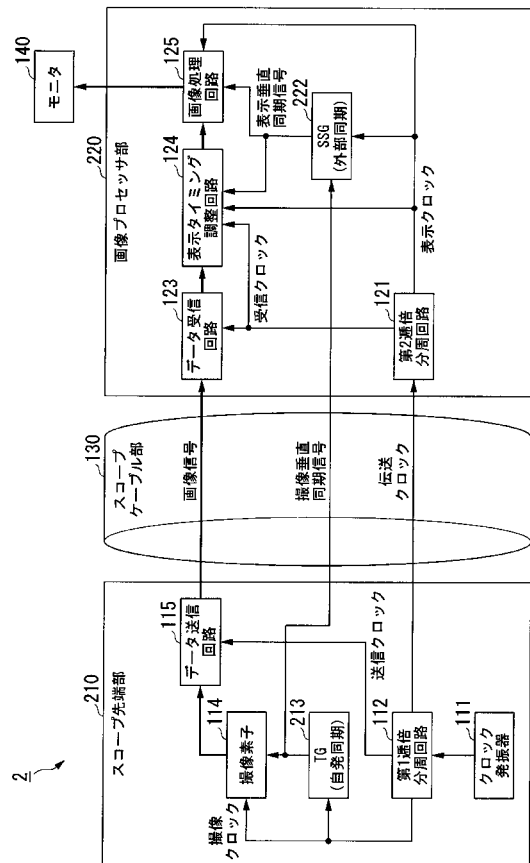 2
210
スコープ先端部
115
データ送信
回路
114
撮像素子
撮像
クロック
213
TG
(自発同期)
送信クロック
112
第1逓倍
分周回路
111
クロック
発振器
130
スコープ
ケーブル部
画像信号
撮像垂直
同期信号
伝送
クロック
220
画像プロセッサ部
140
モニタ
123
データ受信
回路
124
表示タイミング
調整回路
125
画像処理
回路
受信クロック
表示垂直
同期信号
222
SSG
(外部同期)
121
第2逓倍
分周回路
表示クロック